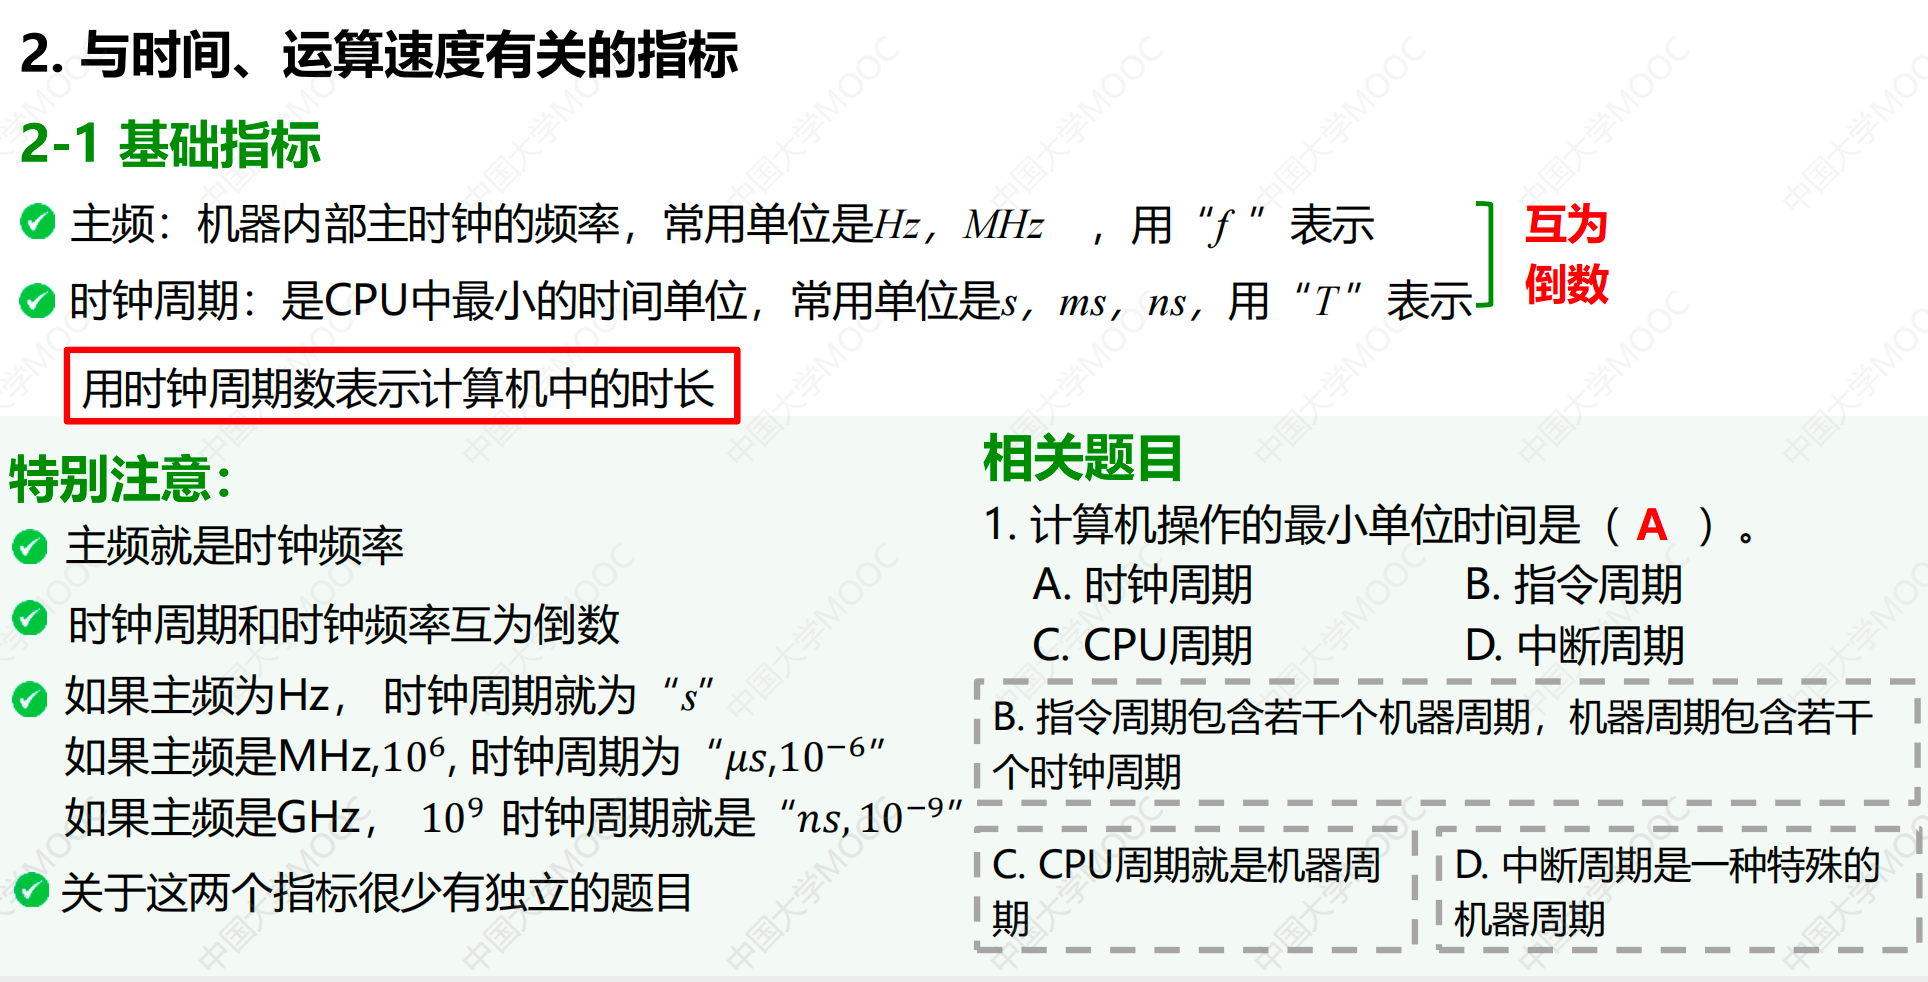 2. 与时间、运算速度有关的指标
2-1 基础指标
主频：机器内部主时钟的频率，常用单位是Hz，MHz ，用“f ”表示
时钟周期：是CPU中最小的时间单位，常用单位是s，ms，ns，用“T”表示
互为
倒数
用时钟周期数表示计算机中的时长
特别注意：
主频就是时钟频率
时钟周期和时钟频率互为倒数
如果主频为Hz， 时钟周期就为“s”
如果主频是MHz,10⁶, 时钟周期为“μs,10⁻⁶”
如果主频是GHz， 10⁹ 时钟周期就是“ns, 10⁻⁹”
关于这两个指标很少有独立的题目
相关题目
1. 计算机操作的最小单位时间是（ A ）。
A. 时钟周期 B. 指令周期
C. CPU周期 D. 中断周期
B. 指令周期包含若干个机器周期，机器周期包含若干
个时钟周期
C. CPU周期就是机器周
期
D. 中断周期是一种特殊的
机器周期
中国大学MOOC